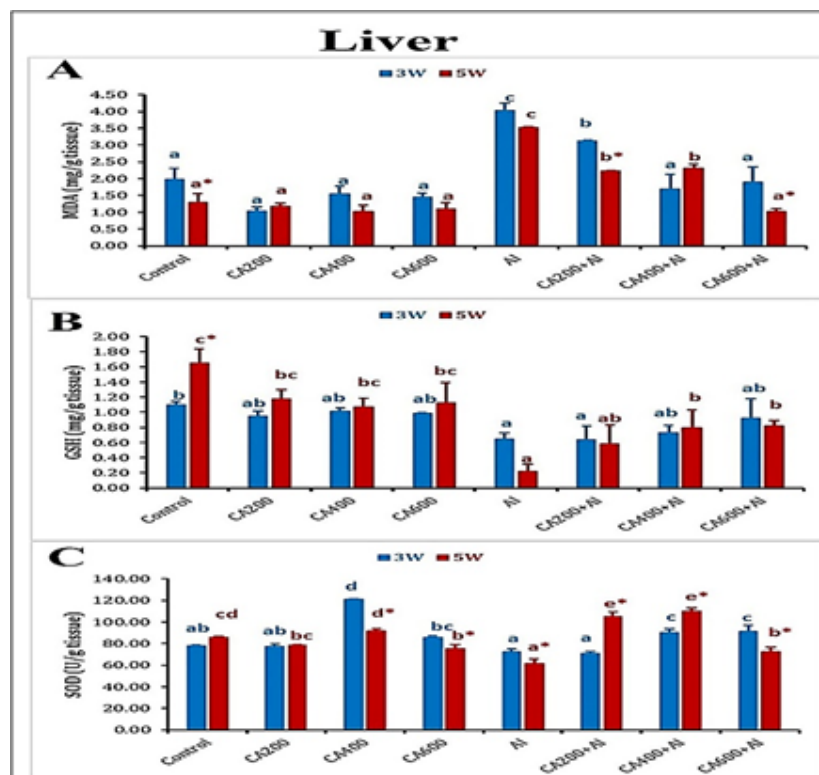 Liver
A
3W 5W
MDA (mg/g tissue)
4.50
4.00
3.50
3.00
2.50
2.00
1.50
1.00
0.50
0.00
a a* a a a a a a c c b b* a b a a*
Control CA200 CA400 CA600 Al CA200+Al CA400+Al CA600+Al
B
3W 5W
GSH (mg/g tissue)
2.00
1.80
1.60
1.40
1.20
1.00
0.80
0.60
0.40
0.20
0.00
b c* ab bc ab bc ab bc a a a ab ab b ab b
Control CA200 CA400 CA600 Al CA200+Al CA400+Al CA600+Al
C
3W 5W
SOD (U/g tissue)
140.00
120.00
100.00
80.00
60.00
40.00
20.00
0.00
ab cd ab bc d d* bc b* a a* a e* c e* c b*
Control CA200 CA400 CA600 Al CA200+Al CA400+Al CA600+Al